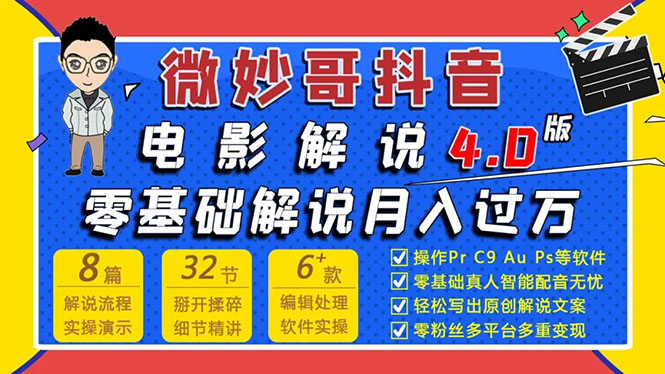 微妙哥抖音
电影解说4.0版
零基础解说月入过万
8篇
解说流程
实操演示
32节
掰开揉碎
细节精讲
6+款
编辑处理
软件实操
操作Pr C9 Au Ps等软件
零基础真人智能配音无忧
轻松写出原创解说文案
零粉丝多平台多重变现